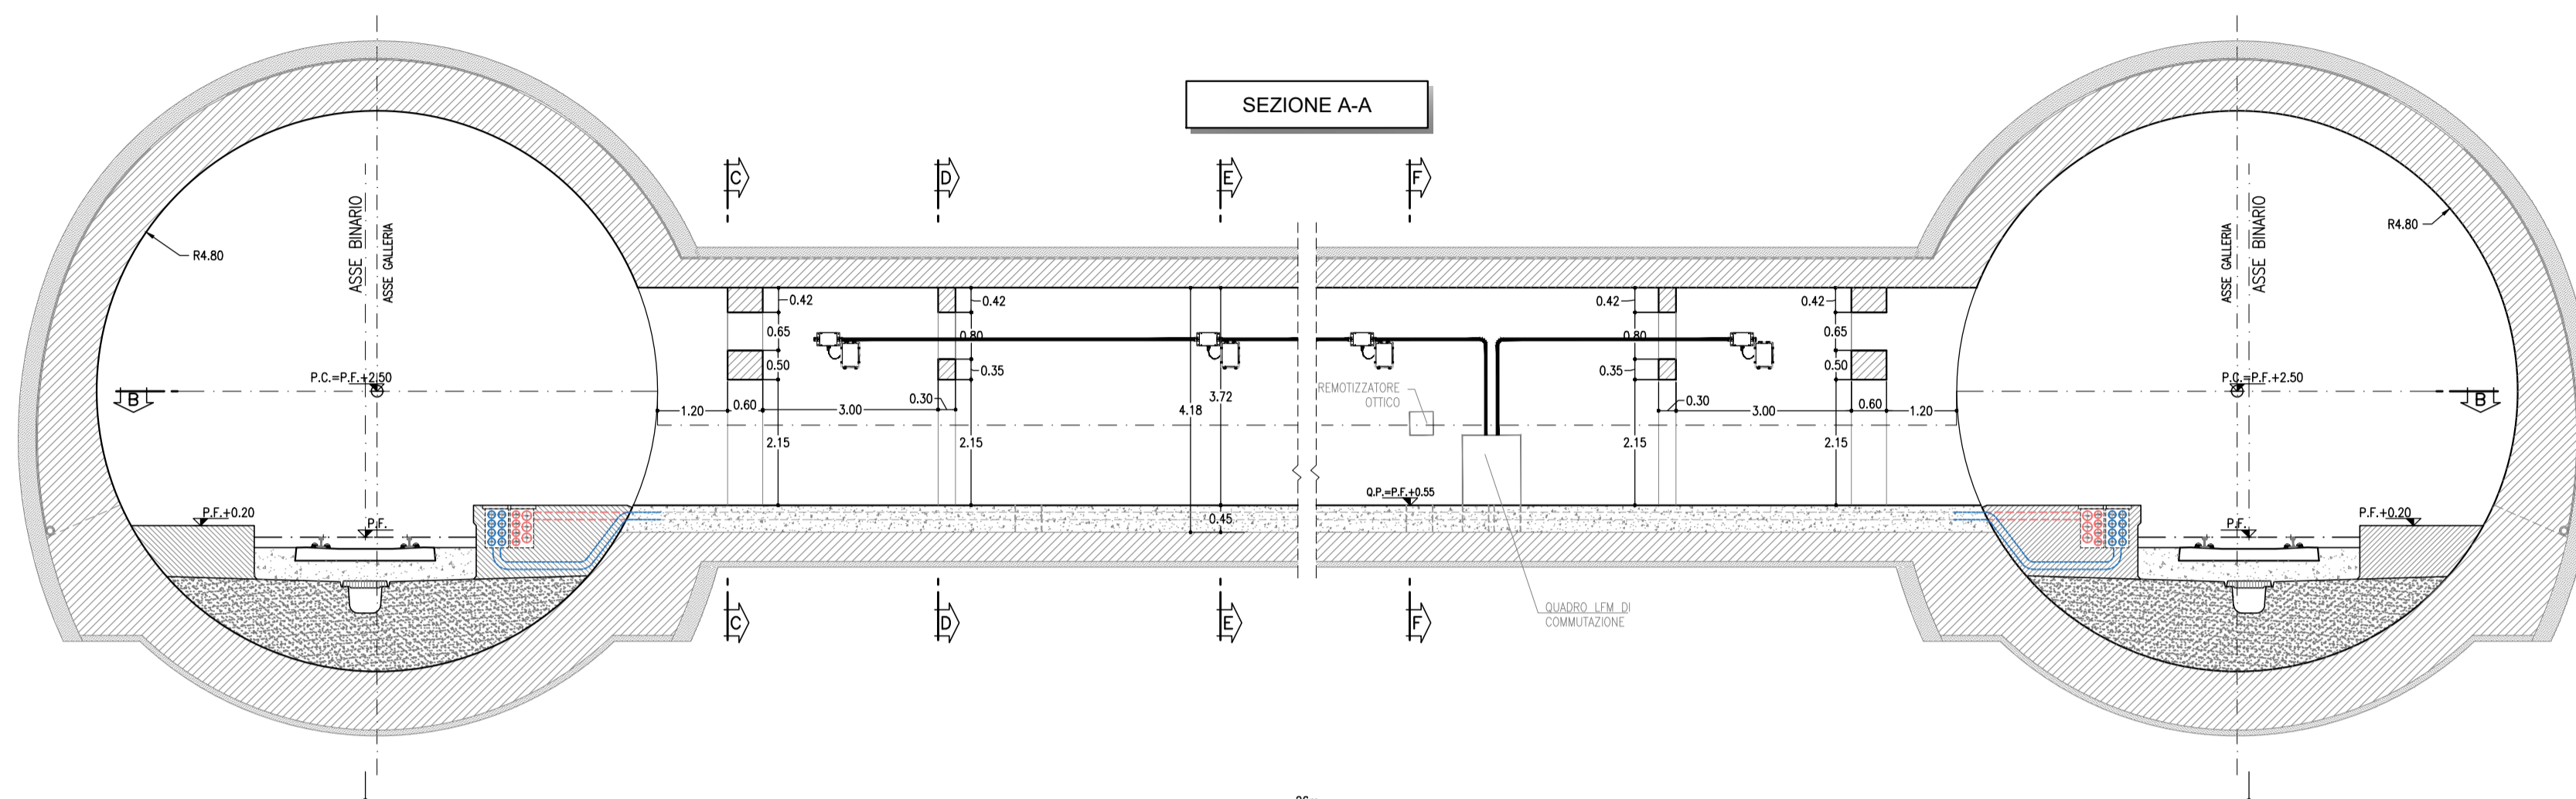 SEZIONE A-A
C
D
E
F
ASSE BINARIO
ASSE GALLERIA
ASSE GALLERIA
ASSE BINARIO
R4.80
R4.80
0.42
0.42
0.42
0.42
0.65
0.80
0.80
0.65
0.50
0.35
0.35
0.50
P.C.=P.F.+2.50
P.C.=P.F.+2.50
B
B
REMOTIZZATORE
OTTICO
1.20
0.60
3.00
0.30
4.18
3.72
0.30
3.00
0.60
1.20
2.15
2.15
2.15
2.15
Q.P.=P.F.+0.55
P.F.+0.20
P.F.
0.45
P.F.
P.F.+0.20
QUADRO LFM DI
COMMUTAZIONE
C
D
E
F